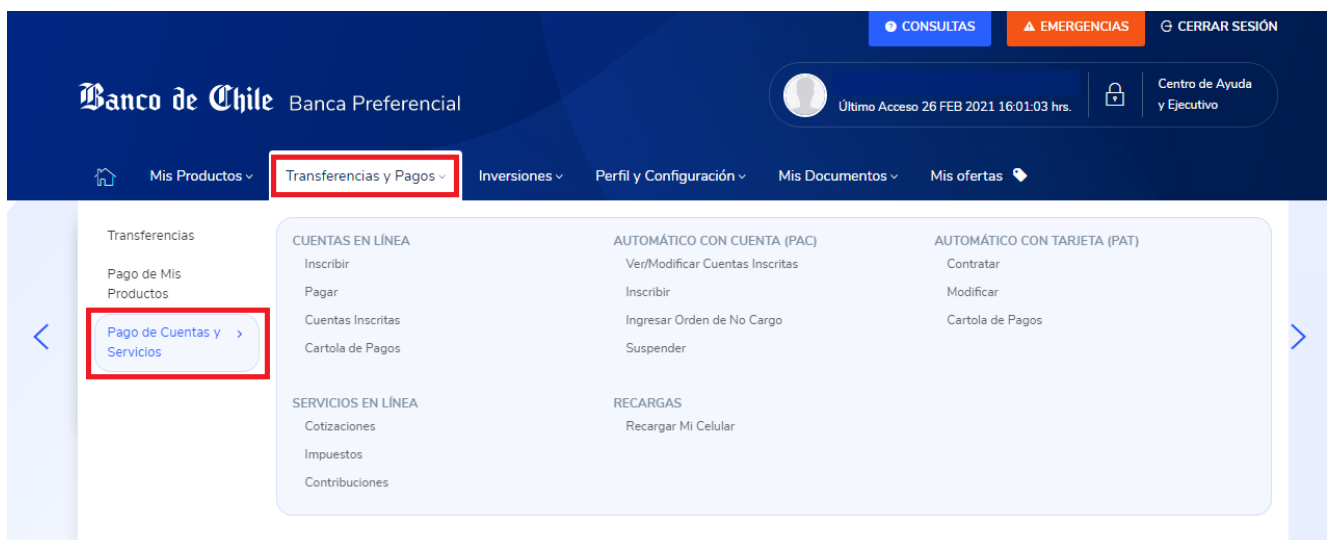 CONSULTAS
EMERGENCIAS
CERRAR SESIÓN
Banco de Chile Banca Preferencial
Último Acceso 26 FEB 2021 16:01:03 hrs.
Centro de Ayuda
y Ejecutivo
Mis Productos
Transferencias y Pagos
Inversiones
Perfil y Configuración
Mis Documentos
Mis ofertas
Transferencias
Pago de Mis
Productos
Pago de Cuentas y
Servicios
CUENTAS EN LÍNEA
Inscribir
Pagar
Cuentas Inscritas
Cartola de Pagos
AUTOMÁTICO CON CUENTA (PAC)
Ver/Modificar Cuentas Inscritas
Inscribir
Ingresar Orden de No Cargo
Suspender
AUTOMÁTICO CON TARJETA (PAT)
Contratar
Modificar
Cartola de Pagos
SERVICIOS EN LÍNEA
Cotizaciones
Impuestos
Contribuciones
RECARGAS
Recargar Mi Celular